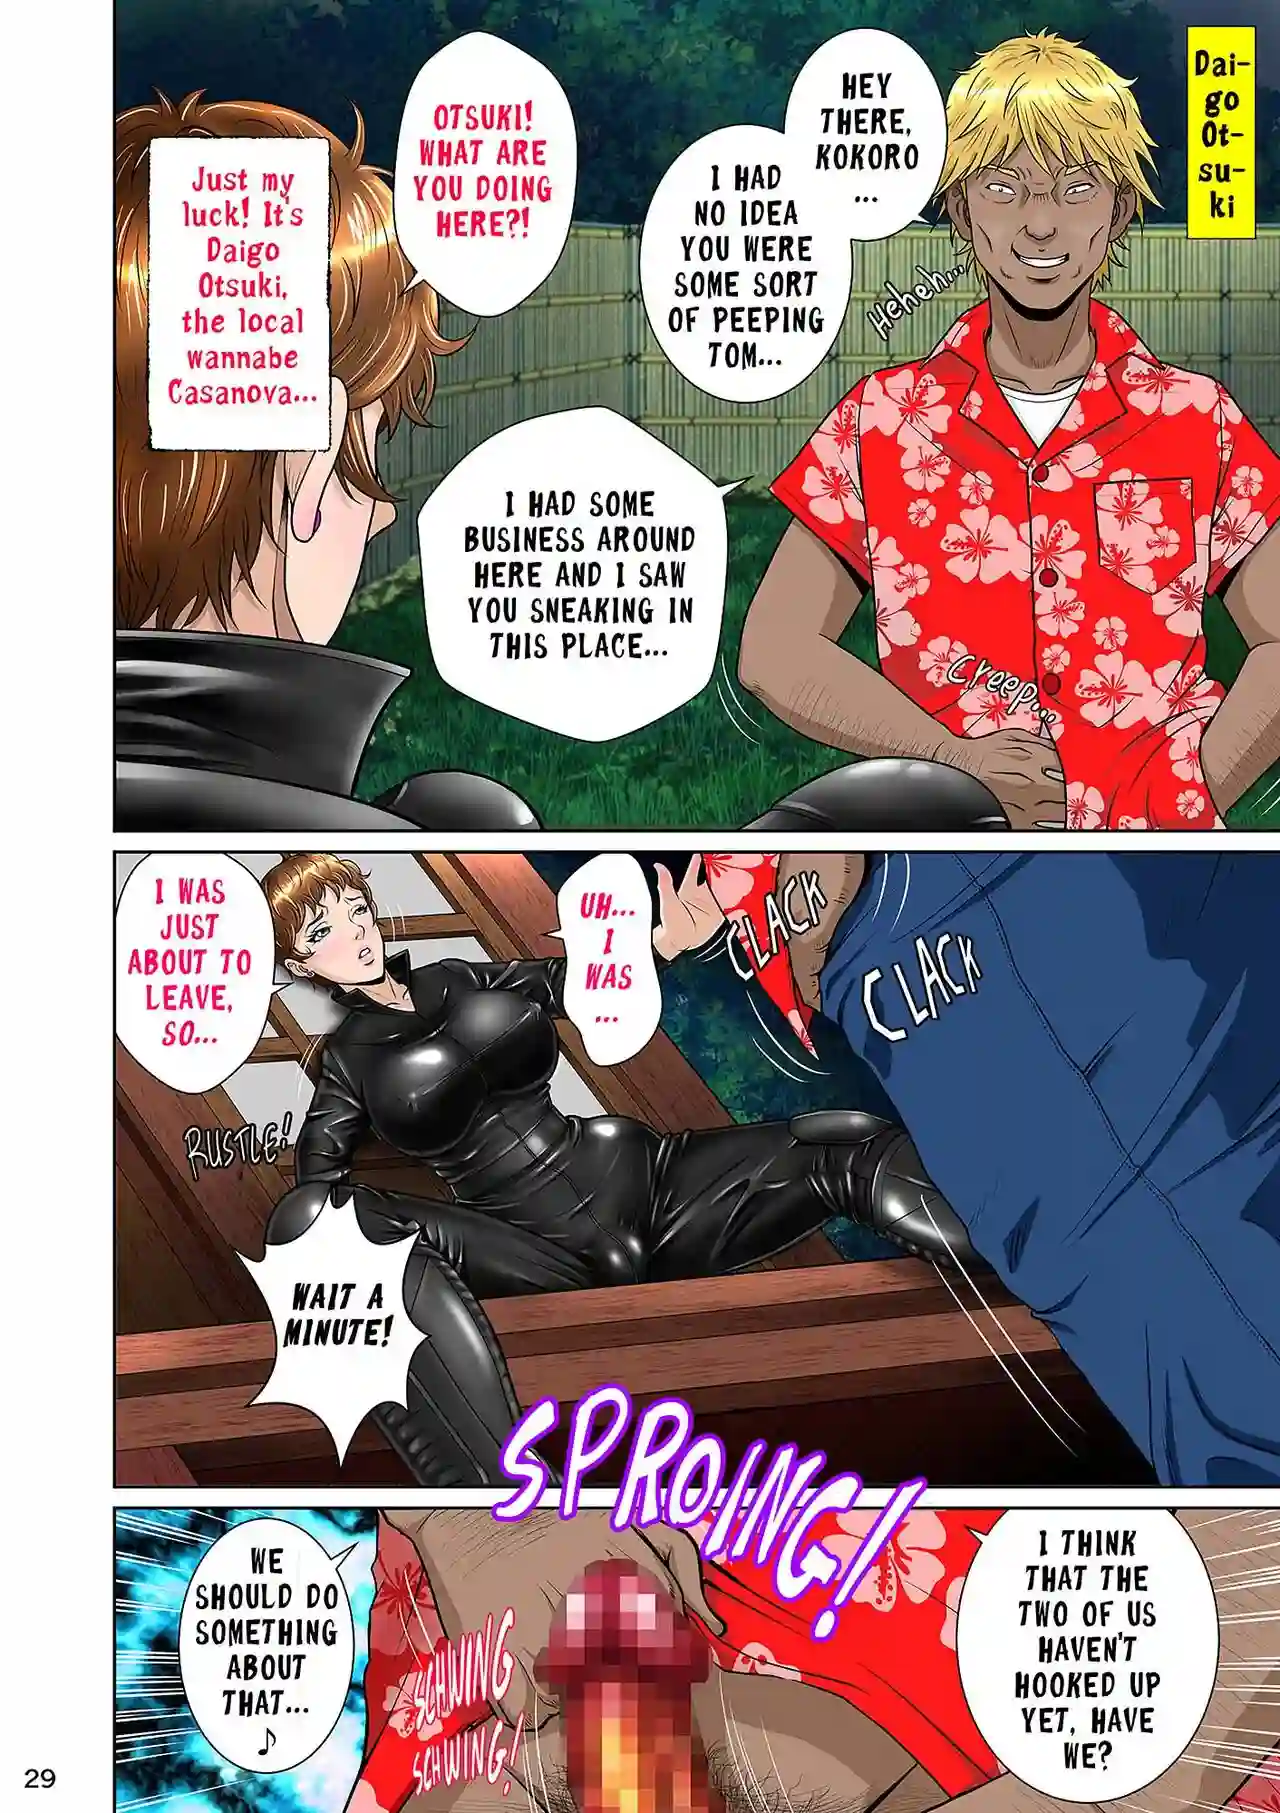 Dai-
go
Ot-
su-
ki
HEY
THERE,
KOKORO
...
I HAD
NO IDEA
YOU WERE
SOME SORT
OF PEEPING
TOM...
Heheh...
OTSUKI!
WHAT ARE
YOU DOING
HERE?!
Just my
luck! It's
Daigo
Otsuki,
the local
wannabe
Casanova...
I HAD SOME
BUSINESS AROUND
HERE AND I SAW
YOU SNEAKING IN
THIS PLACE...
Creep...
UH...
I
WAS
...
CLACK
CLACK
I WAS
JUST
ABOUT TO
LEAVE,
SO...
RUSTLE!
WAIT A
MINUTE!
SPROING!
I THINK
THAT THE
TWO OF US
HAVEN'T
HOOKED UP
YET, HAVE
WE?
WE
SHOULD DO
SOMETHING
ABOUT
THAT...
♪
SCHWING
SCHWING!
29